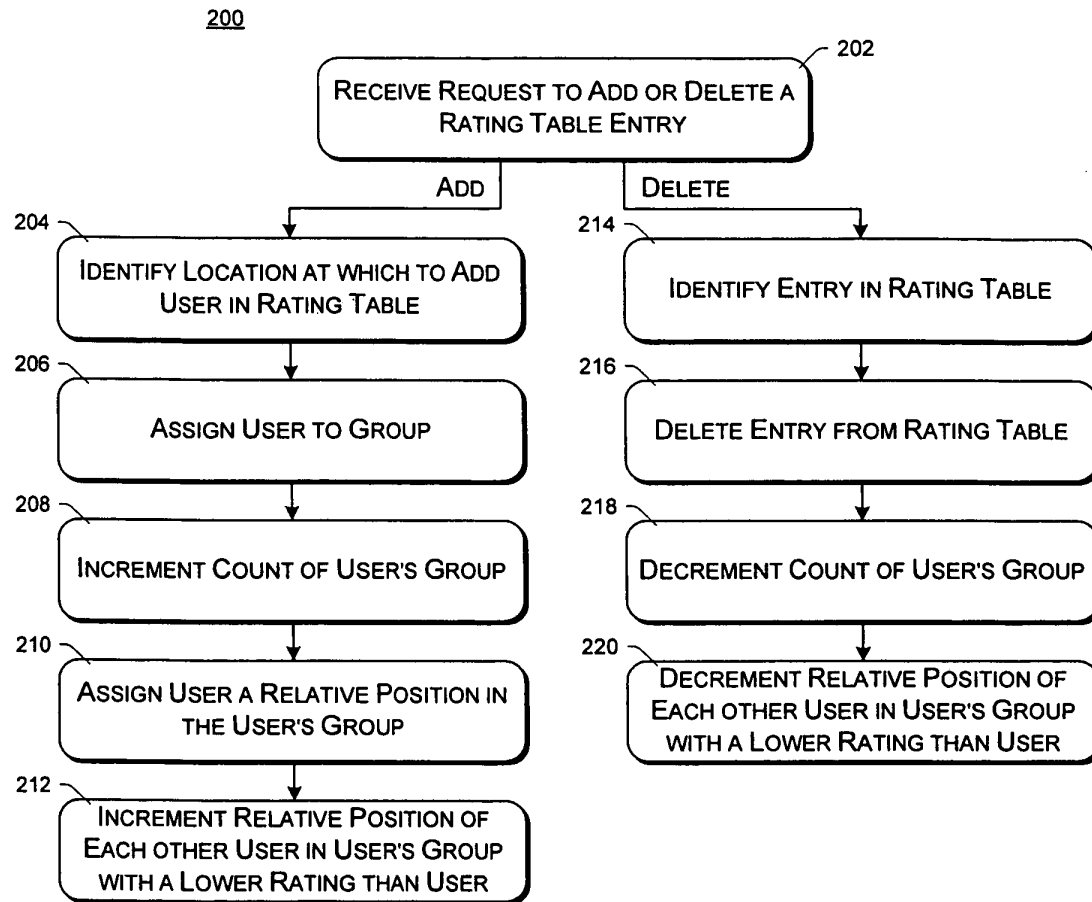 200
202
RECEIVE REQUEST TO ADD OR DELETE A
RATING TABLE ENTRY
ADD
DELETE
204
IDENTIFY LOCATION AT WHICH TO ADD
USER IN RATING TABLE
206
ASSIGN USER TO GROUP
208
INCREMENT COUNT OF USER'S GROUP
210
ASSIGN USER A RELATIVE POSITION IN
THE USER'S GROUP
212
INCREMENT RELATIVE POSITION OF
EACH OTHER USER IN USER'S GROUP
WITH A LOWER RATING THAN USER
214
IDENTIFY ENTRY IN RATING TABLE
216
DELETE ENTRY FROM RATING TABLE
218
DECREMENT COUNT OF USER'S GROUP
220
DECREMENT RELATIVE POSITION OF
EACH OTHER USER IN USER'S GROUP
WITH A LOWER RATING THAN USER